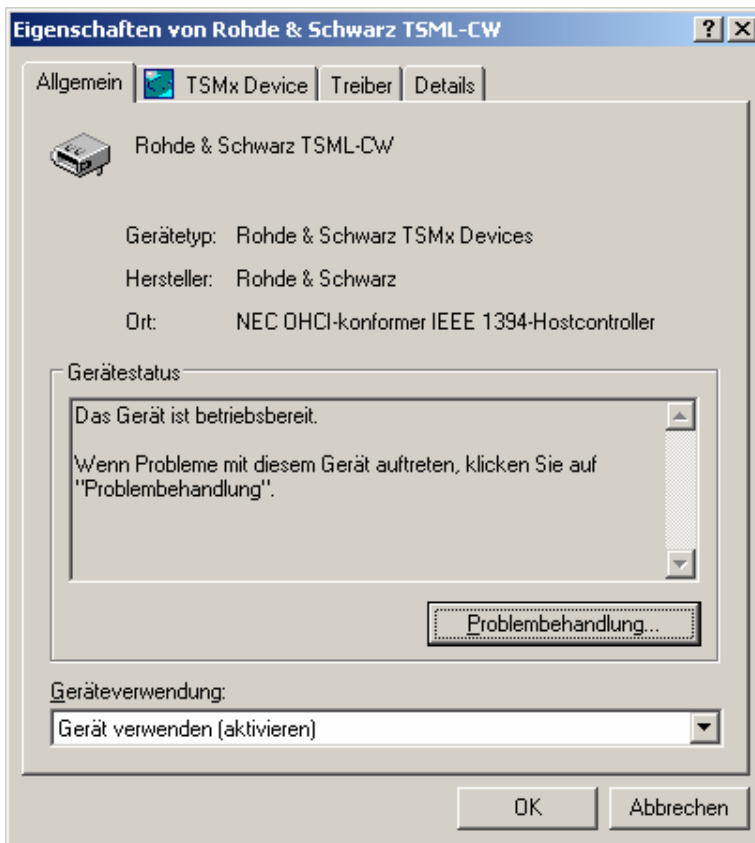 Eigenschaften von Rohde & Schwarz TSML-CW
Allgemein TSMx Device Treiber Details
Rohde & Schwarz TSML-CW
Gerätetyp: Rohde & Schwarz TSMx Devices
Hersteller: Rohde & Schwarz
Ort: NEC OHCI-konformer IEEE 1394-Hostcontroller
Gerätestatus
Das Gerät ist betriebsbereit.
Wenn Probleme mit diesem Gerät auftreten, klicken Sie auf
"Problembehandlung".
Problembehandlung...
Geräteverwendung:
Gerät verwenden (aktivieren)
OK Abbrechen